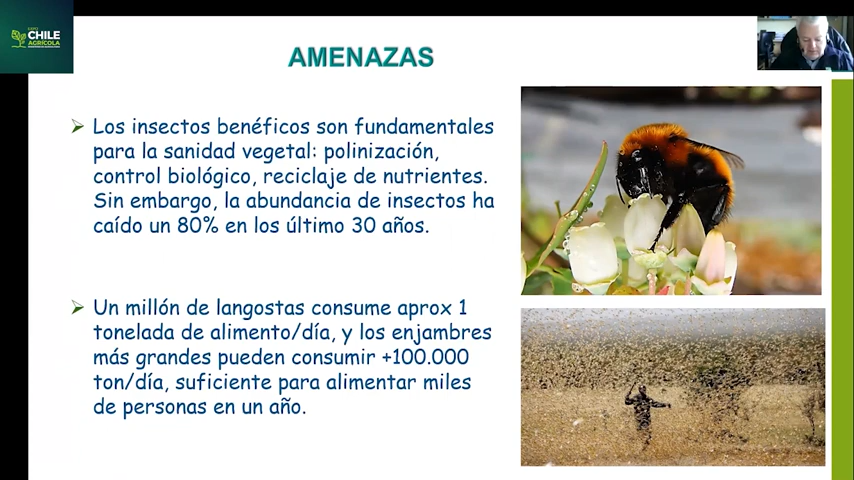 CHILE
AGRÍCOLA
AMENAZAS
Los insectos benéficos son fundamentales
para la sanidad vegetal: polinización,
control biológico, reciclaje de nutrientes.
Sin embargo, la abundancia de insectos ha
caído un 80% en los último 30 años.
Un millón de langostas consume aprox 1
tonelada de alimento/día, y los enjambres
más grandes pueden consumir +100.000
ton/día, suficiente para alimentar miles
de personas en un año.